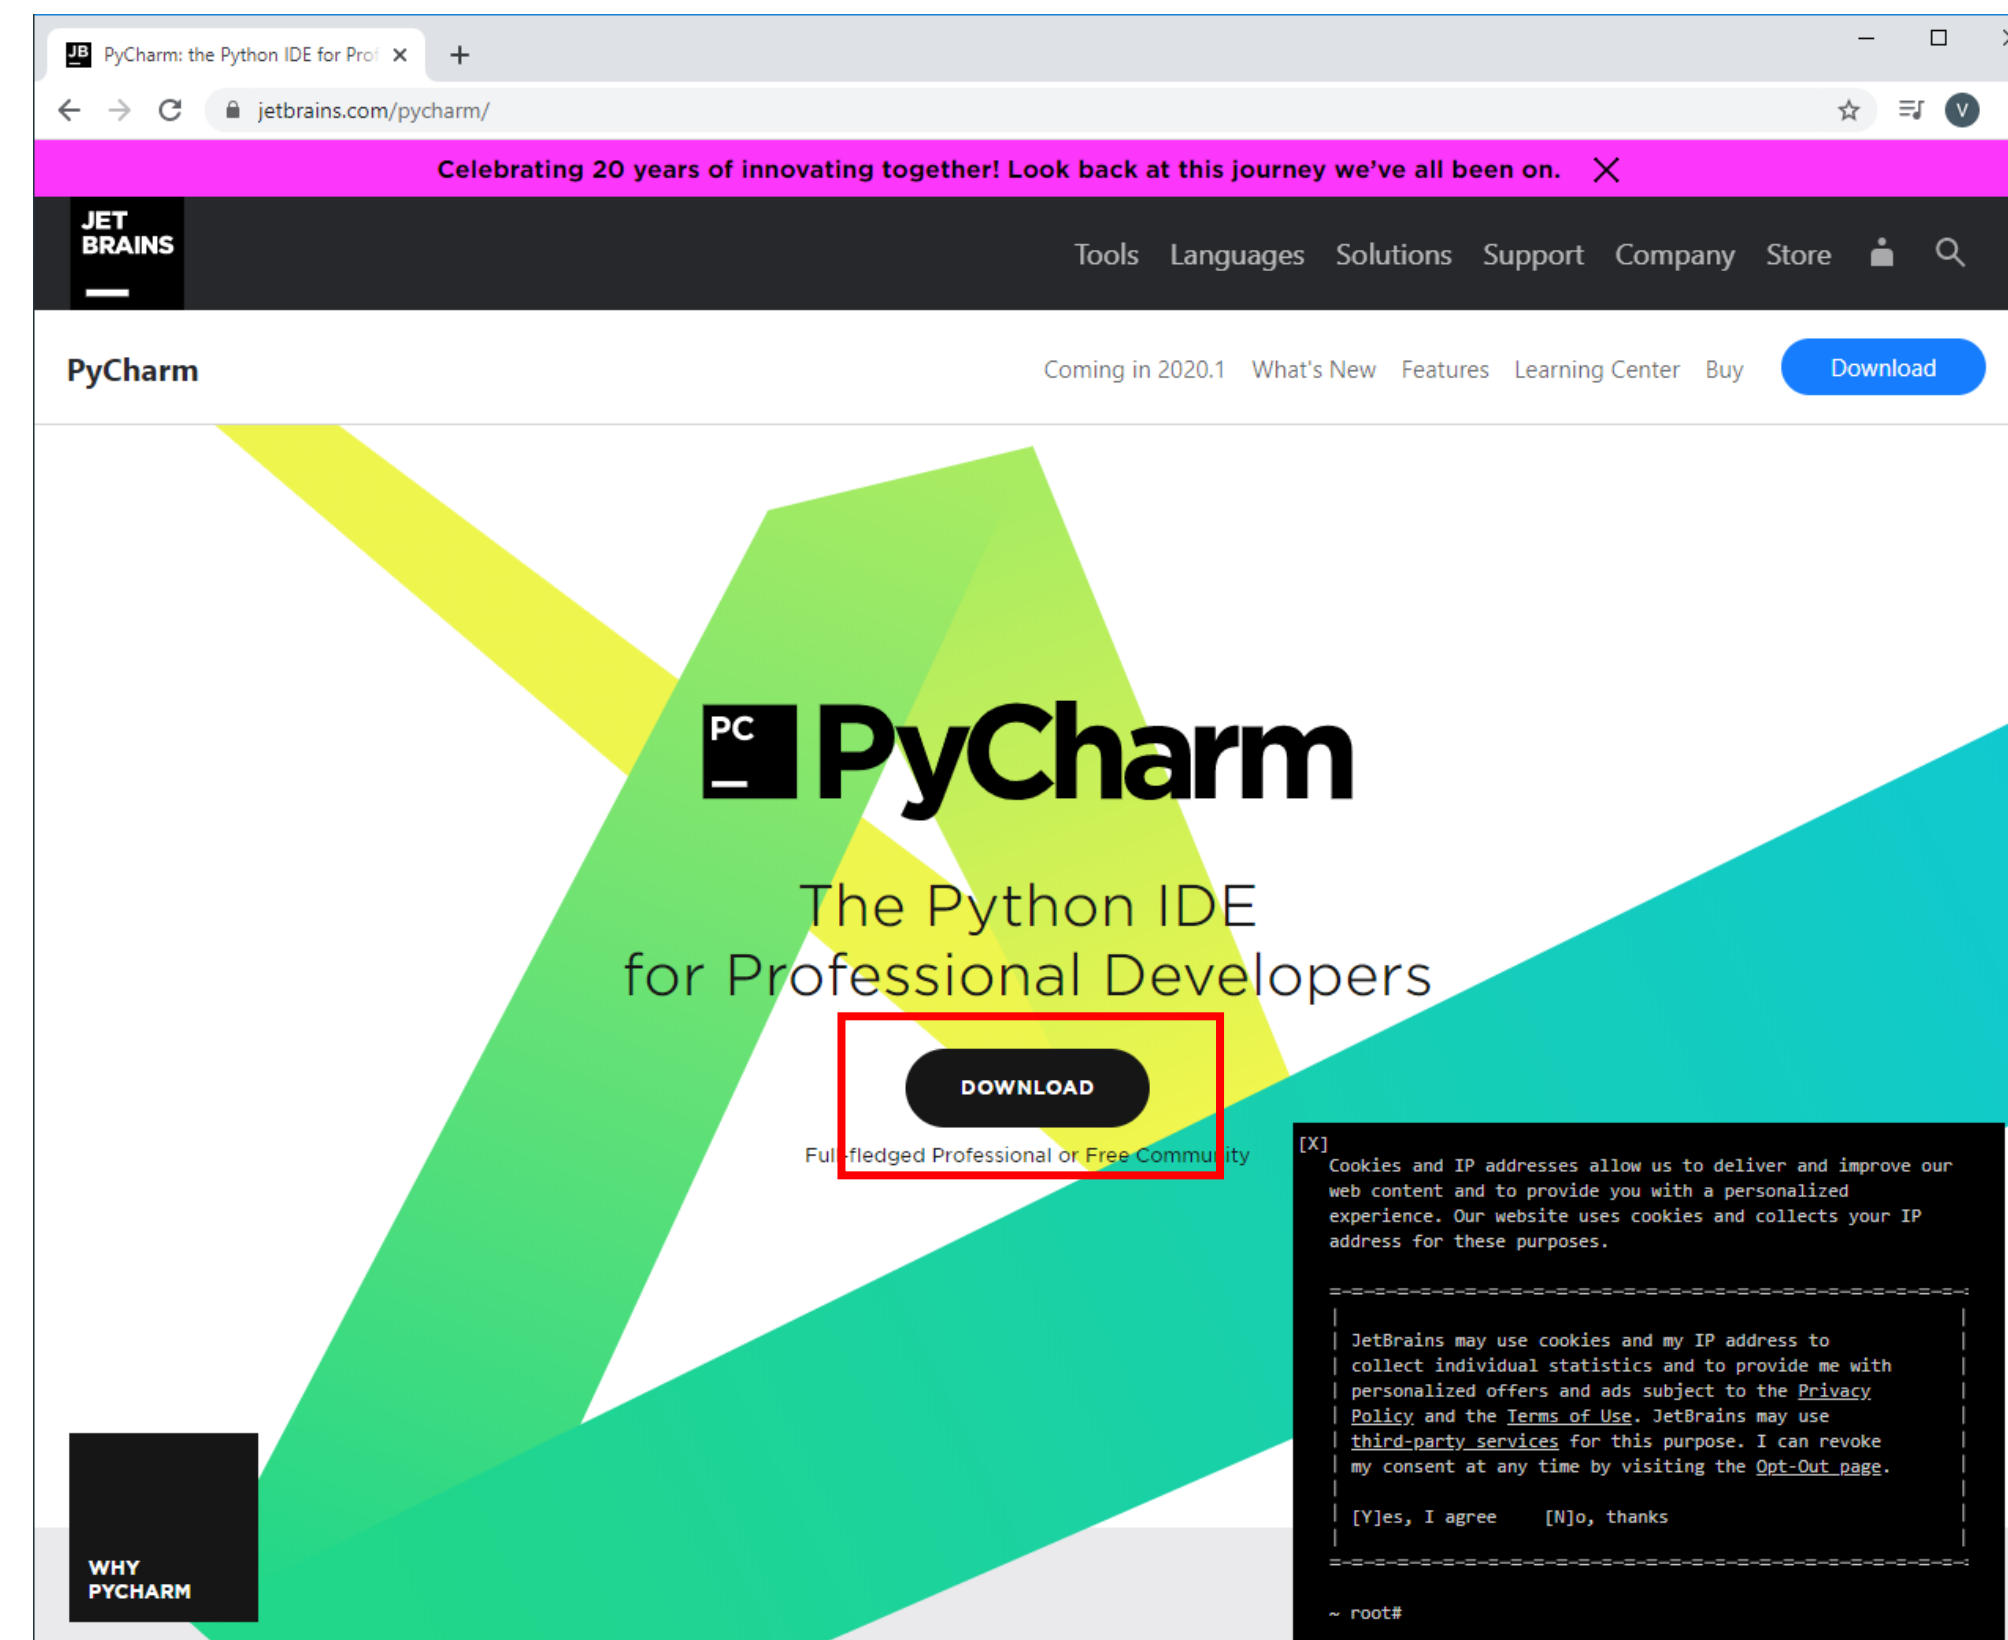 JB PyCharm: the Python IDE for Prof
jetbrains.com/pycharm/
V
Celebrating 20 years of innovating together! Look back at this journey we've all been on.
JET
BRAINS
Tools Languages Solutions Support Company Store
PyCharm
Coming in 2020.1 What's New Features Learning Center Buy Download
PC PyCharm
The Python IDE
for Professional Developers
DOWNLOAD
Full-fledged Professional or Free Community
[X]
Cookies and IP addresses allow us to deliver and improve our
web content and to provide you with a personalized
experience. Our website uses cookies and collects your IP
address for these purposes.
JetBrains may use cookies and my IP address to
collect individual statistics and to provide me with
personalized offers and ads subject to the Privacy
Policy and the Terms of Use. JetBrains may use
third-party services for this purpose. I can revoke
my consent at any time by visiting the Opt-Out page.
[Y]es, I agree [N]o, thanks
~ root#
WHY
PYCHARM